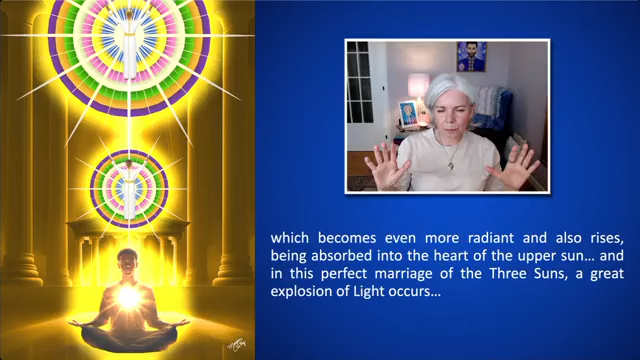 which becomes even more radiant and also rises,
being absorbed into the heart of the upper sun... and
in this perfect marriage of the Three Suns, a great
explosion of Light occurs...